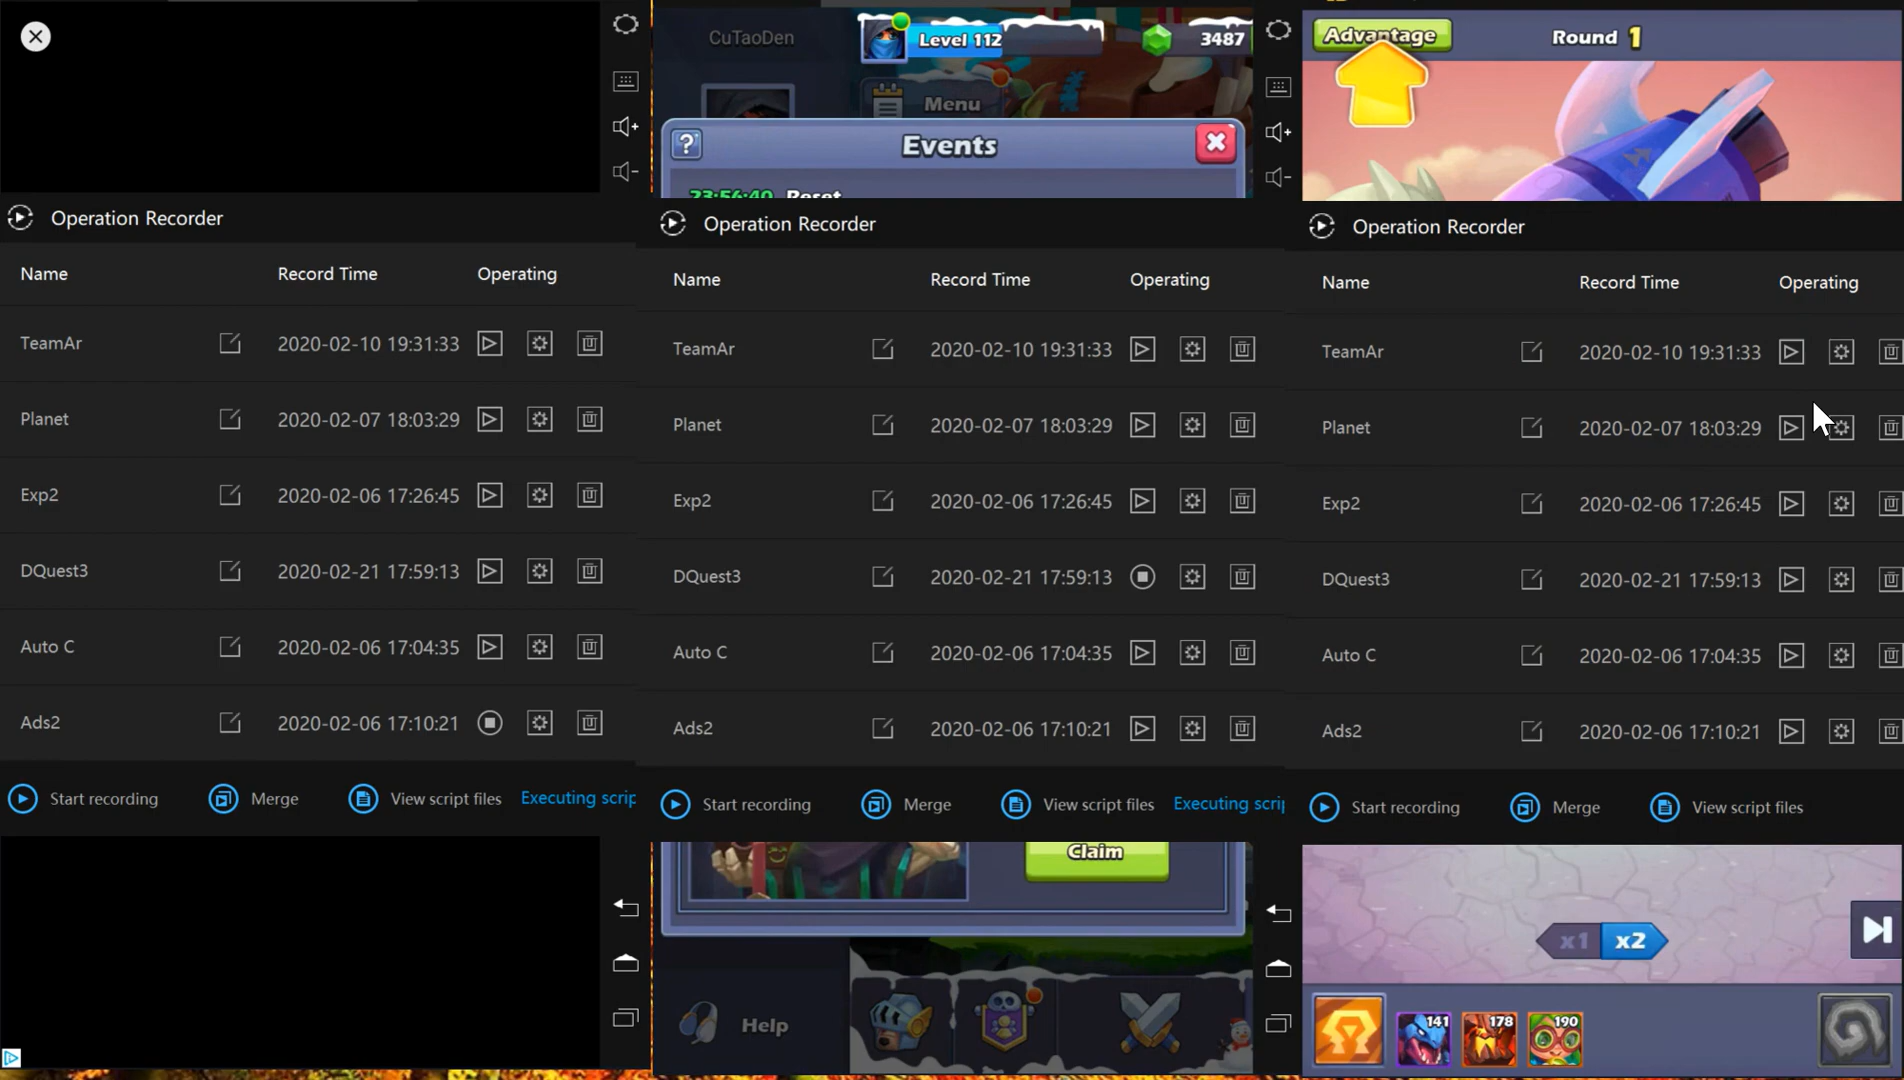 Operation Recorder
Name Record Time Operating
TeamAr 2020-02-10 19:31:33
Planet 2020-02-07 18:03:29
Exp2 2020-02-06 17:26:45
DQuest3 2020-02-21 17:59:13
Auto C 2020-02-06 17:04:35
Ads2 2020-02-06 17:10:21
Start recording Merge View script files Executing scrip
CuTaoDen Level 112 3487
Menu
? Events
23:56:40 Reset
Operation Recorder
Name Record Time Operating
TeamAr 2020-02-10 19:31:33
Planet 2020-02-07 18:03:29
Exp2 2020-02-06 17:26:45
DQuest3 2020-02-21 17:59:13
Auto C 2020-02-06 17:04:35
Ads2 2020-02-06 17:10:21
Start recording Merge View script files Executing scrip
Claim
Help
Advantage Round 1
Operation Recorder
Name Record Time Operating
TeamAr 2020-02-10 19:31:33
Planet 2020-02-07 18:03:29
Exp2 2020-02-06 17:26:45
DQuest3 2020-02-21 17:59:13
Auto C 2020-02-06 17:04:35
Ads2 2020-02-06 17:10:21
Start recording Merge View script files
x1 x2
141 178 190